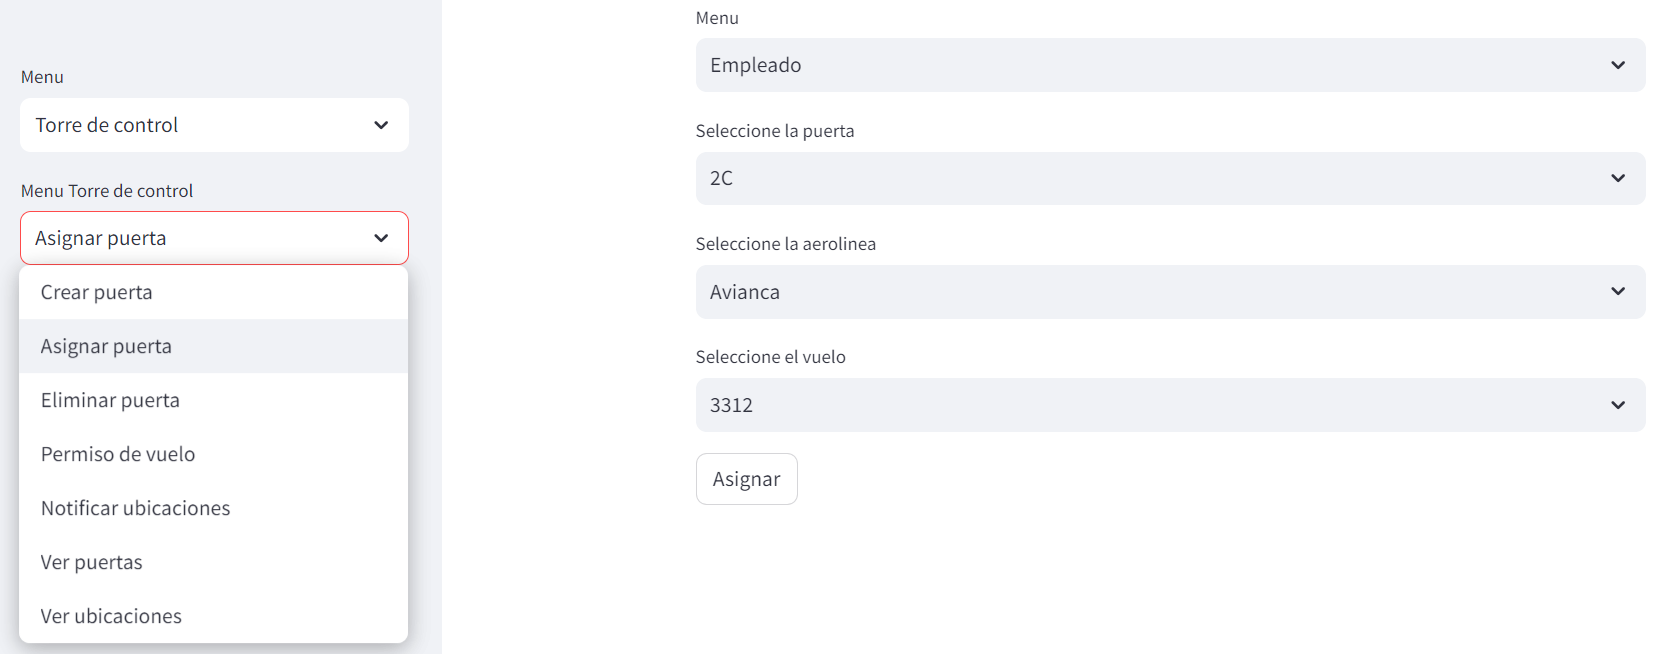 Menu
Torre de control
Menu Torre de control
Asignar puerta
Crear puerta
Asignar puerta
Eliminar puerta
Permiso de vuelo
Notificar ubicaciones
Ver puertas
Ver ubicaciones
Menu
Empleado
Seleccione la puerta
2C
Seleccione la aerolinea
Avianca
Seleccione el vuelo
3312
Asignar